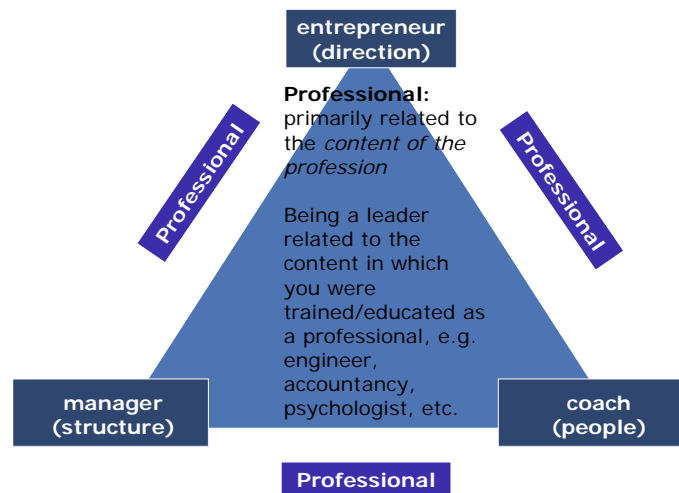 entrepreneur
(direction)
Professional
Professional
Professional:
primarily related to
the content of the
profession
Being a leader
related to the
content in which
you were
trained/educated as
a professional, e.g.
engineer,
accountancy,
psychologist, etc.
manager
(structure)
coach
(people)
Professional